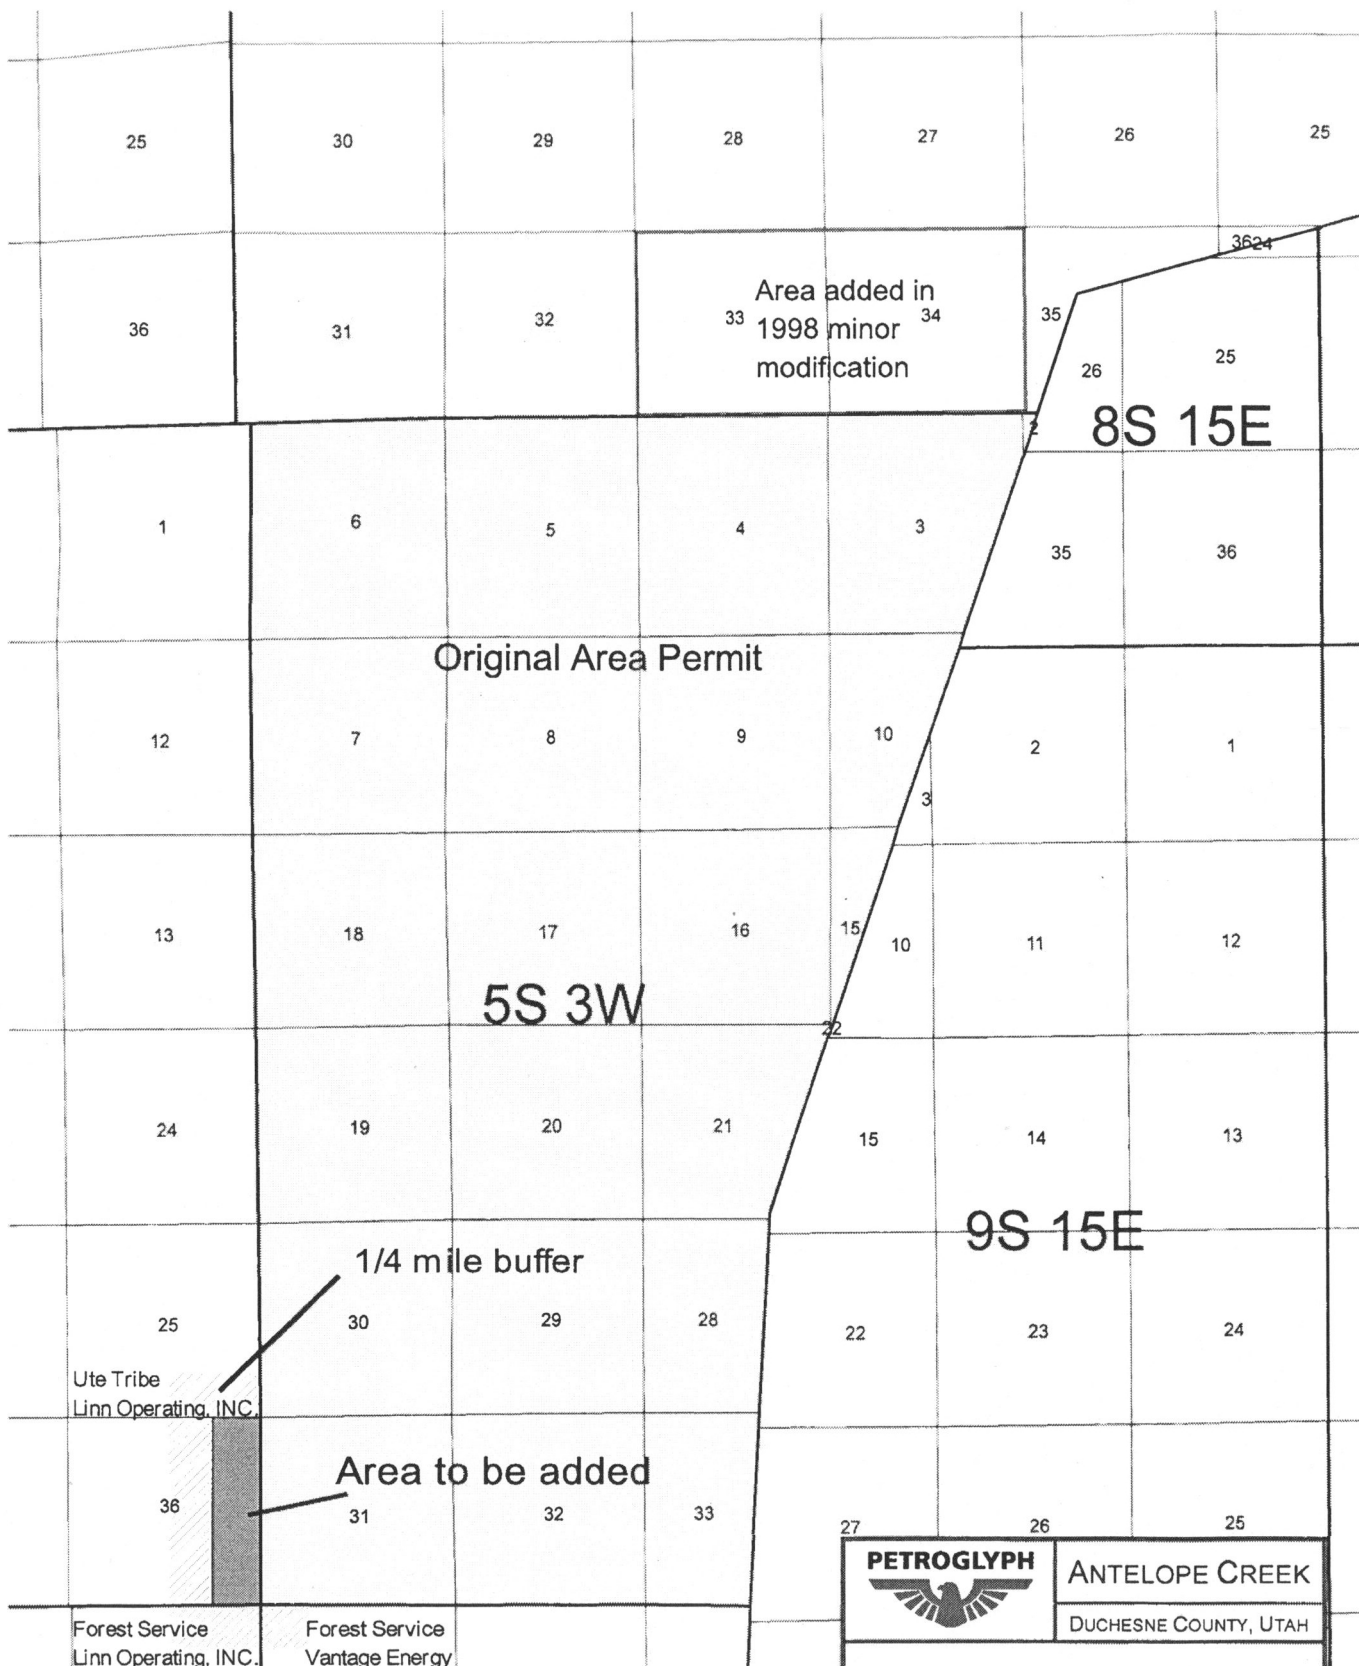 25 30 29 28 27 26 25
3624
36 31 32 33 34 35
Area added in
1998 minor
modification
26 25
8S 15E
2
1 6 5 4 3 35 36
Original Area Permit
12 7 8 9 10 2 1
3
13 18 17 16 15 10 11 12
5S 3W
22
24 19 20 21 15 14 13
9S 15E
1/4 mile buffer
25 30 29 28 22 23 24
Ute Tribe
Linn Operating, INC.
Area to be added
36 31 32 33 27 26 25
PETROGLYPH
ANTELOPE CREEK
DUCHESNE COUNTY, UTAH
Forest Service
Linn Operating, INC.
Forest Service
Vantage Energy